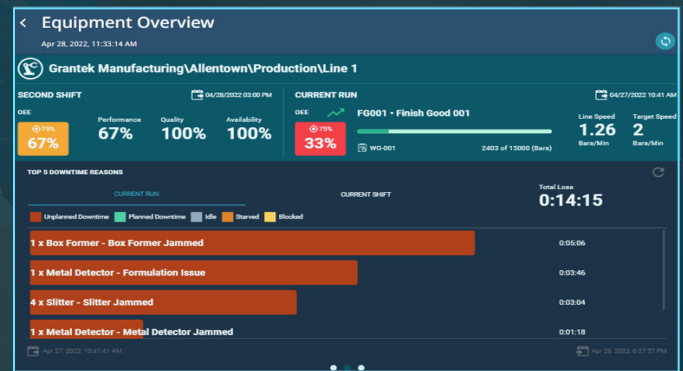 Equipment Overview
Apr 28, 2022, 11:33:14 AM
Grantek Manufacturing\Allentown\Production\Line 1
SECOND SHIFT
04/28/2022 03:00 PM
OEE
75%
67%
Performance
67%
Quality
100%
Availability
100%
CURRENT RUN
04/27/2022 10:41 AM
OEE
75%
33%
FG001 • Finish Good 001
WO-001
2403 of 15000 (Bars)
Line Speed
1.26
Bars/Min
Target Speed
2
Bars/Min
TOP 5 DOWNTIME REASONS
CURRENT RUN
CURRENT SHIFT
Total Loss
0:14:15
Unplanned Downtime Planned Downtime Idle Starved Blocked
1 x Box Former - Box Former Jammed 0:05:06
1 x Metal Detector - Formulation Issue 0:03:46
4 x Slitter - Slitter Jammed 0:03:04
1 x Metal Detector - Metal Detector Jammed 0:01:18
Apr 27, 2022, 10:41:41 AM
Apr 28, 2022, 6:27:57 PM